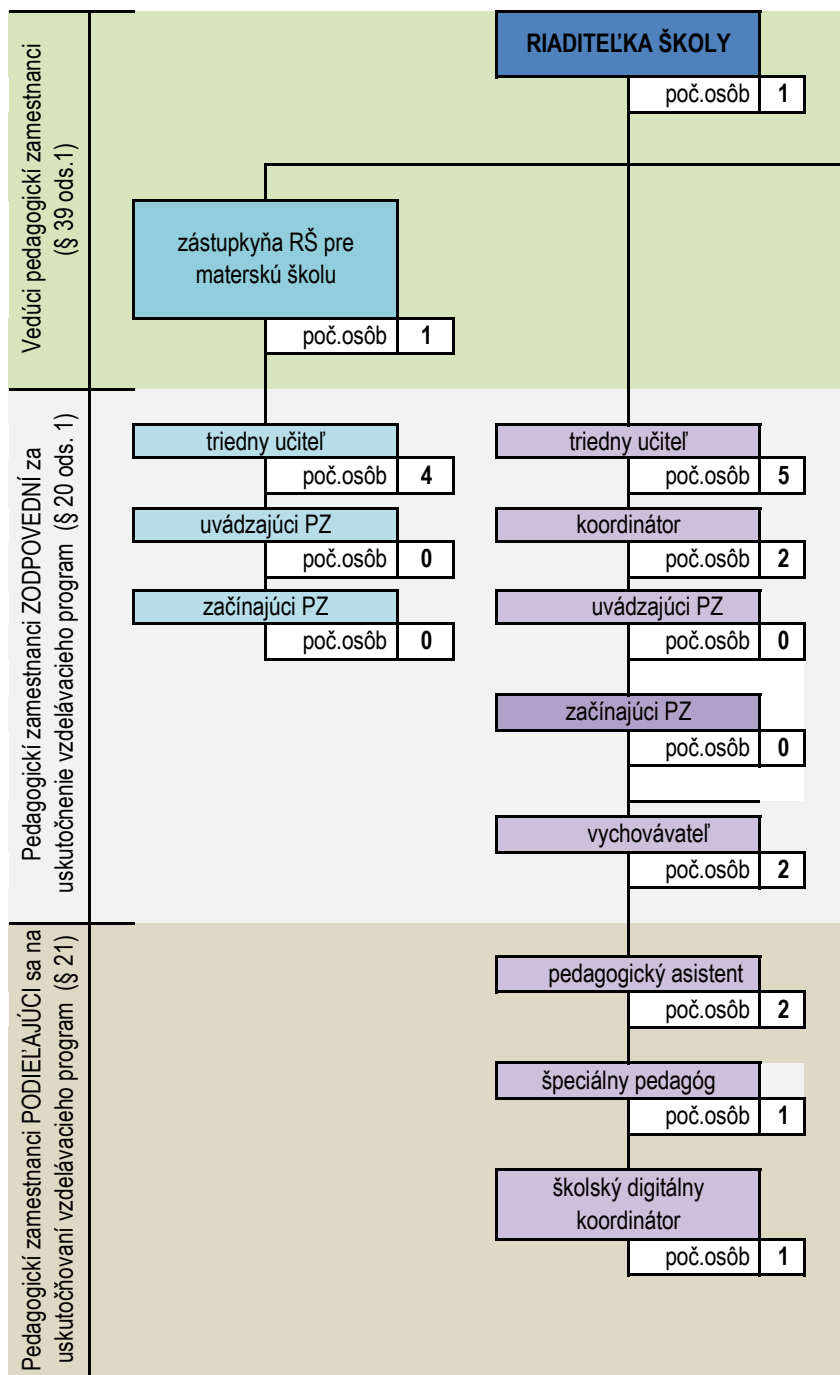 RIADITEĽKA ŠKOLY
poč.osôb 1
Vedúci pedagogickí zamestnanci
(§ 39 ods.1)
zástupkyňa RŠ pre
materskú školu
poč.osôb 1
Pedagogickí zamestnanci ZODPOVEDNÍ za
uskutočnenie vzdelávacieho program (§ 20 ods. 1)
triedny učiteľ
poč.osôb 4
uvádzajúci PZ
poč.osôb 0
začínajúci PZ
poč.osôb 0
triedny učiteľ
poč.osôb 5
koordinátor
poč.osôb 2
uvádzajúci PZ
poč.osôb 0
začínajúci PZ
poč.osôb 0
vychovávateľ
poč.osôb 2
Pedagogickí zamestnanci PODIEĽAJÚCI sa na
uskutočňovaní vzdelávacieho program (§ 21)
pedagogický asistent
poč.osôb 2
špeciálny pedagóg
poč.osôb 1
školský digitálny
koordinátor
poč.osôb 1